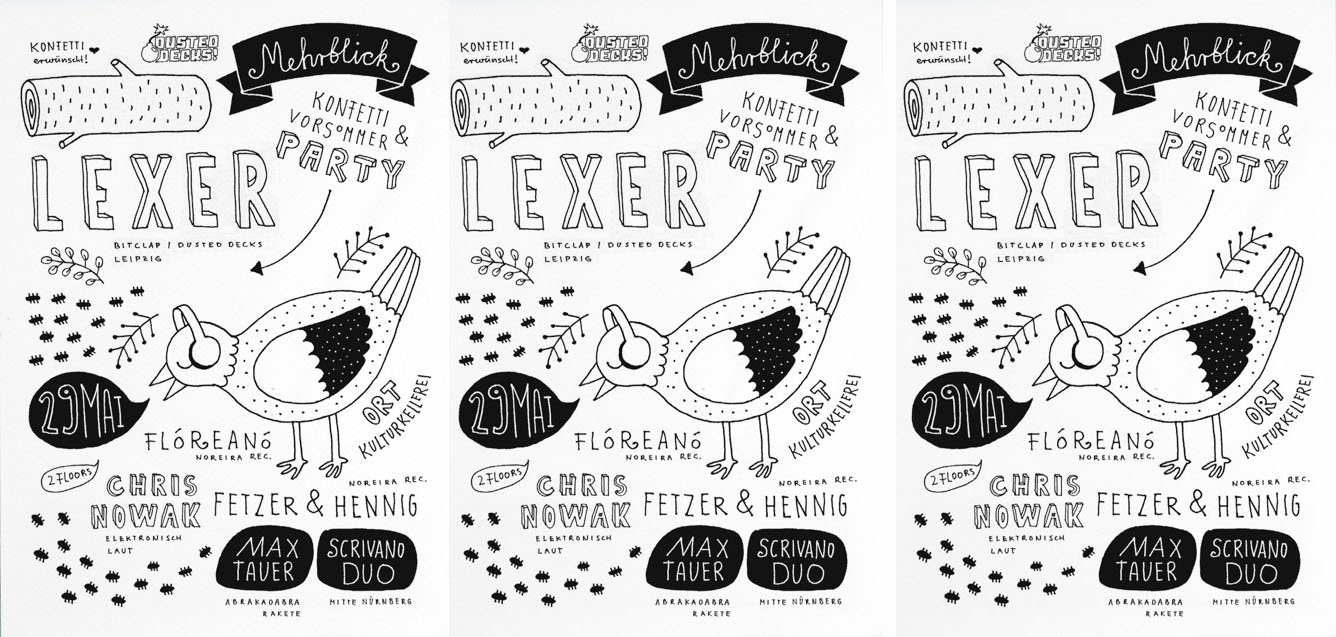 KONFETTI
erwünscht!
DUSTED
DECKS!
Mehrblick
KONFETTI
VORSOMMER &
PARTY
LEXER
BITCLAP | DUSTED DECKS
LEIPZIG
29 MAI
ORT
KULTURKELLEREI
FLÓREANÓ
NOREIRA REC.
2 FLOORS
CHRIS
NOWAK
ELEKTRONISCH
LAUT
NOREIRA REC.
FETZER & HENNIG
MAX
TAUER
ABRAKADABRA
RAKETE
SCRIVANO
DUO
MITTE NÜRNBERG
KONFETTI
erwünscht!
DUSTED
DECKS!
Mehrblick
KONFETTI
VORSOMMER &
PARTY
LEXER
BITCLAP | DUSTED DECKS
LEIPZIG
29 MAI
ORT
KULTURKELLEREI
FLÓREANÓ
NOREIRA REC.
2 FLOORS
CHRIS
NOWAK
ELEKTRONISCH
LAUT
NOREIRA REC.
FETZER & HENNIG
MAX
TAUER
ABRAKADABRA
RAKETE
SCRIVANO
DUO
MITTE NÜRNBERG
KONFETTI
erwünscht!
DUSTED
DECKS!
Mehrblick
KONFETTI
VORSOMMER &
PARTY
LEXER
BITCLAP | DUSTED DECKS
LEIPZIG
29 MAI
ORT
KULTURKELLEREI
FLÓREANÓ
NOREIRA REC.
2 FLOORS
CHRIS
NOWAK
ELEKTRONISCH
LAUT
NOREIRA REC.
FETZER & HENNIG
MAX
TAUER
ABRAKADABRA
RAKETE
SCRIVANO
DUO
MITTE NÜRNBERG